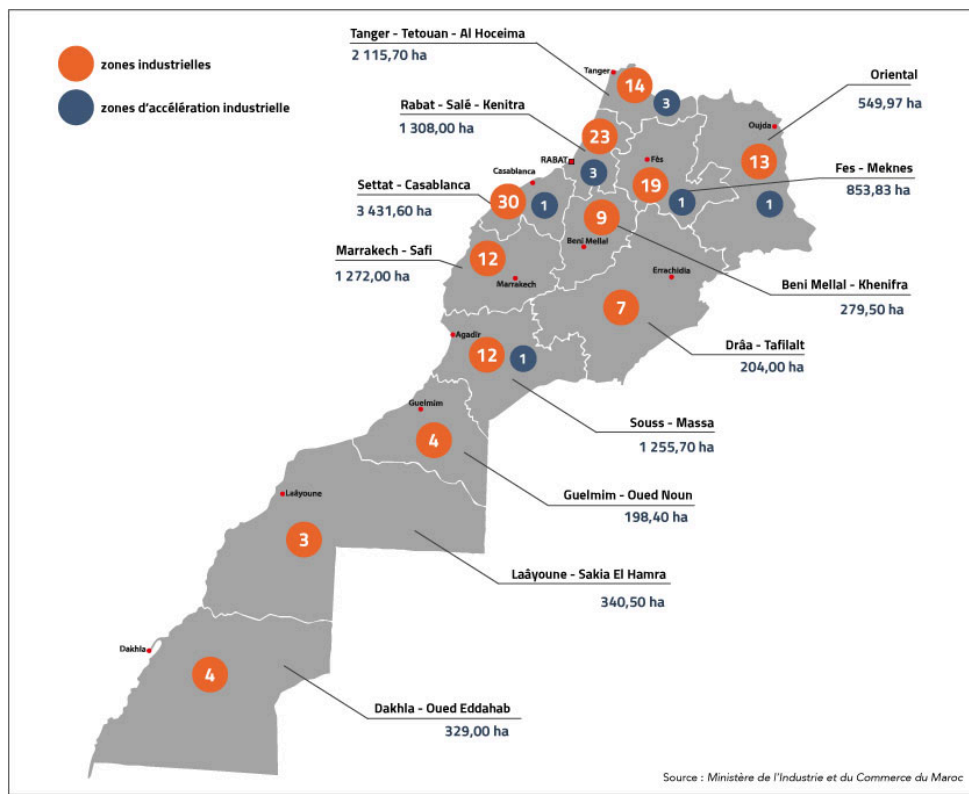 zones industrielles
zones d'accélération industrielle
Tanger - Tetouan - Al Hoceima
2 115,70 ha
Rabat - Salé - Kenitra
1 308,00 ha
Settat - Casablanca
3 431,60 ha
Marrakech - Safi
1 272,00 ha
Oriental
549,97 ha
Fes - Meknes
853,83 ha
Beni Mellal - Khenifra
279,50 ha
Drâa - Tafilalt
204,00 ha
Souss - Massa
1 255,70 ha
Guelmim - Oued Noun
198,40 ha
Laâyoune - Sakia El Hamra
340,50 ha
Dakhla - Oued Eddahab
329,00 ha
Tanger
14
3
Oujda
23
RABAT
3
Fès
13
19
1
1
Casablanca
30
1
9
Beni Mellal
12
Marrakech
Errachidia
7
Agadir
12
1
Guelmim
4
Laâyoune
3
Dakhla
4
Source : Ministère de l'Industrie et du Commerce du Maroc